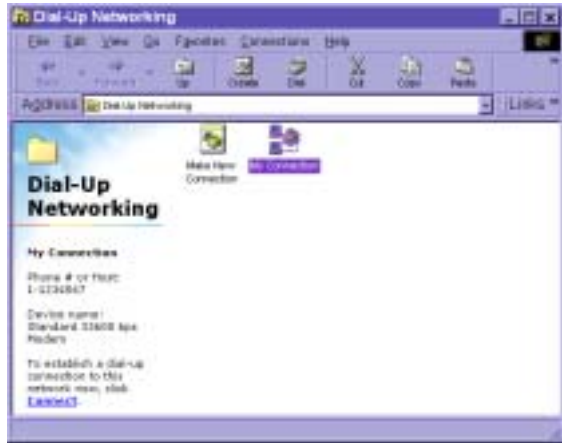 Dial-Up Networking
File Edit View Go Favorites Connections Help
Back Forward Up Create Dial Cut Copy Paste
Address Dial-Up Networking Links
Make New Connection
My Connection
Dial-Up
Networking
My Connection
Phone # or Host:
1-1234567
Device name:
Standard 33600 bps
Modem
To establish a dial-up
connection to this
network now, click
Connect.